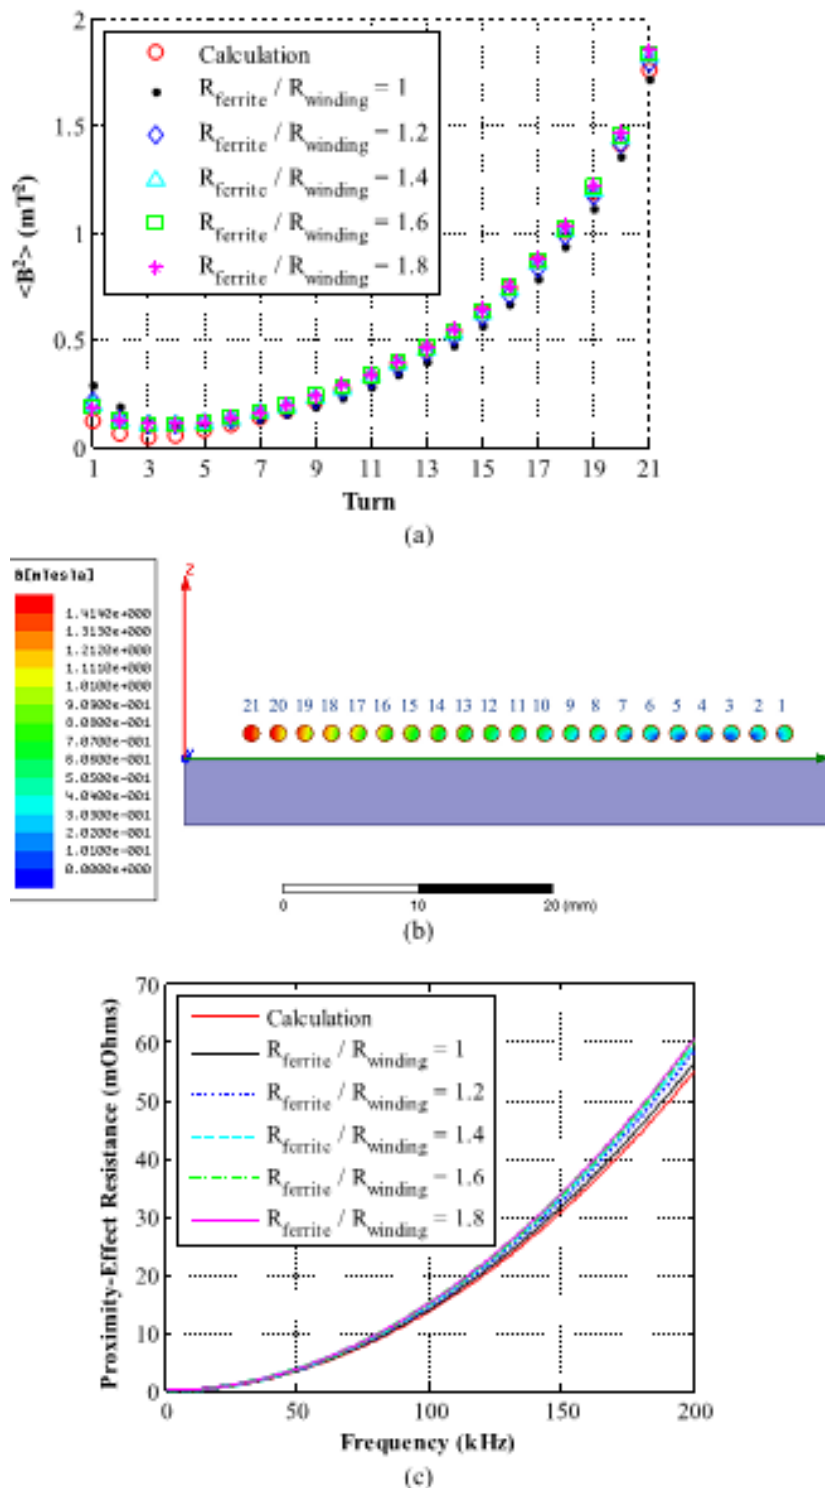 2
1.5
1
0.5
0
<B²> (mT²)
Calculation
R_ferrite / R_winding = 1
R_ferrite / R_winding = 1.2
R_ferrite / R_winding = 1.4
R_ferrite / R_winding = 1.6
R_ferrite / R_winding = 1.8
1 3 5 7 9 11 13 15 17 19 21
Turn
(a)
B[mTesla]
1.4140e+000
1.3130e+000
1.2120e+000
1.1110e+000
1.0100e+000
9.0900e-001
8.0800e-001
7.0700e-001
6.0600e-001
5.0500e-001
4.0400e-001
3.0300e-001
2.0200e-001
1.0100e-001
0.0000e+000
Z
21 20 19 18 17 16 15 14 13 12 11 10 9 8 7 6 5 4 3 2 1
0 10 20 (mm)
(b)
70
60
50
40
30
20
10
0
Proximity-Effect Resistance (mOhms)
Calculation
R_ferrite / R_winding = 1
R_ferrite / R_winding = 1.2
R_ferrite / R_winding = 1.4
R_ferrite / R_winding = 1.6
R_ferrite / R_winding = 1.8
0 50 100 150 200
Frequency (kHz)
(c)